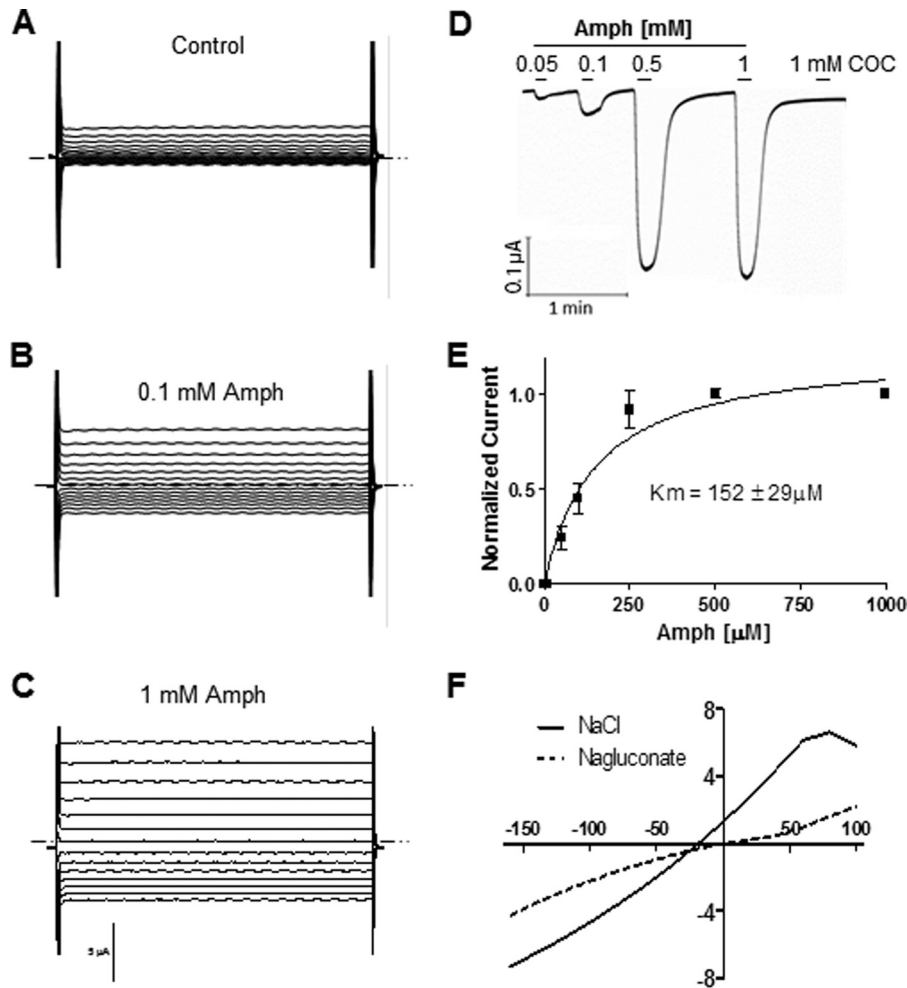 A
Control
B
0.1 mM Amph
C
1 mM Amph
5 μA
D
Amph [mM]
0.05 0.1 0.5 1 1 mM COC
0.1 μA
1 min
E
Normalized Current
1.0
0.5
0.0
Km = 152 ±29μM
0 250 500 750 1000
Amph [μM]
F
8
NaCl
Nagluconate
4
-150 -100 -50 50 100
-4
-8